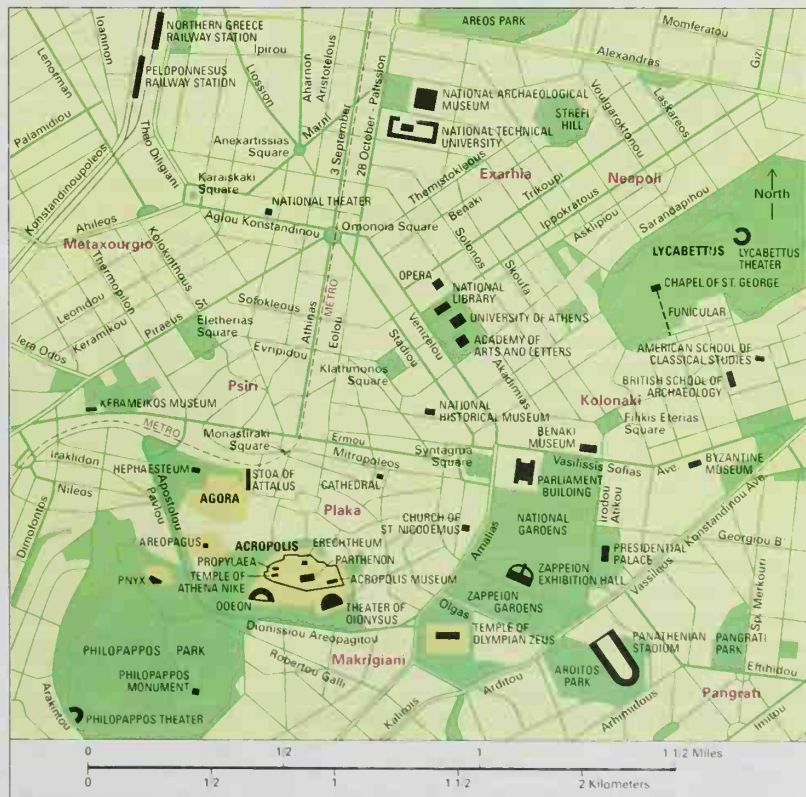 NORTHERN GREECE
RAILWAY STATION
PELOPONNESUS
RAILWAY STATION
Ioaninon
Lenorman
Palamidiou
Konstandinoupoleos
Theo Diligiani
Ipirou
Liossion
Aharnon
Aristotelous
Marni
3 September
28 October - Patission
Anexartissias
Square
Karaiskaki
Square
NATIONAL THEATER
Agiou Konstandinou
Omonoia Square
AREOS PARK
Momferatou
Alexandras
Gizi
NATIONAL ARCHAEOLOGICAL
MUSEUM
NATIONAL TECHNICAL
UNIVERSITY
STREFI
HILL
Voulgaroktonou
Laskareos
Themistokleous
Exarhia
Neapoli
Benaki
Trikoupi
Solonos
Ippokratous
Asklipiou
Skoufa
Sarandapihou
North
LYCABETTUS
LYCABETTUS
THEATER
CHAPEL OF ST. GEORGE
FUNICULAR
AMERICAN SCHOOL OF
CLASSICAL STUDIES
BRITISH SCHOOL OF
ARCHAEOLOGY
Ahileos
Metaxourgio
Kolokinthous
Thermopilon
Leonidou
Keramikou
Piraeus St
Iera Odos
Sofokleous
Eleftherias
Square
Evripidou
Athinas
METRO
Eolou
OPERA
NATIONAL
LIBRARY
UNIVERSITY OF ATHENS
ACADEMY OF
ARTS AND LETTERS
Stadiou
Venizelou
Akadimias
Klathmonos
Square
Psiri
Kolonaki
Filikis Eterias
Square
KERAMEIKOS MUSEUM
METRO
Monastiraki
Square
Ermou
Mitropoleos
NATIONAL
HISTORICAL MUSEUM
Syntagma
Square
BENAKI
MUSEUM
Vasilissis Sofias Ave
BYZANTINE
MUSEUM
PARLIAMENT
BUILDING
Iraklidon
Nileos
Dimofontos
HEPHAESTEUM
Apostolou
Pavlou
STOA OF
ATTALUS
AGORA
CATHEDRAL
Plaka
CHURCH OF
ST NICODEMUS
Amalias
NATIONAL
GARDENS
Irodou
Atikou
PRESIDENTIAL
PALACE
Vassileos Konstandinou Ave
Georgiou B
Sp. Merkouri
AREOPAGUS
ACROPOLIS
ERECHTHEUM
PROPYLAEA
PARTHENON
TEMPLE OF
ATHENA NIKE
ACROPOLIS MUSEUM
PNYX
ODEON
THEATER OF
DIONYSUS
ZAPPEION
EXHIBITION HALL
ZAPPEION
GARDENS
Olgas
TEMPLE OF
OLYMPIAN ZEUS
Dionissiou Areopagitou
Makrigiani
Robertou Galli
PHILOPAPPOS PARK
PHILOPAPPOS
MONUMENT
PHILOPAPPOS THEATER
Arakintou
Kalirois
Arditou
ARDITOS
PARK
PANATHENIAN
STADIUM
PANGRATI
PARK
Eftihidou
Pangrati
Arhimidous
Imitou
0 1/2 1 1 1/2 Miles
0 1/2 1 1 1/2 2 Kilometers